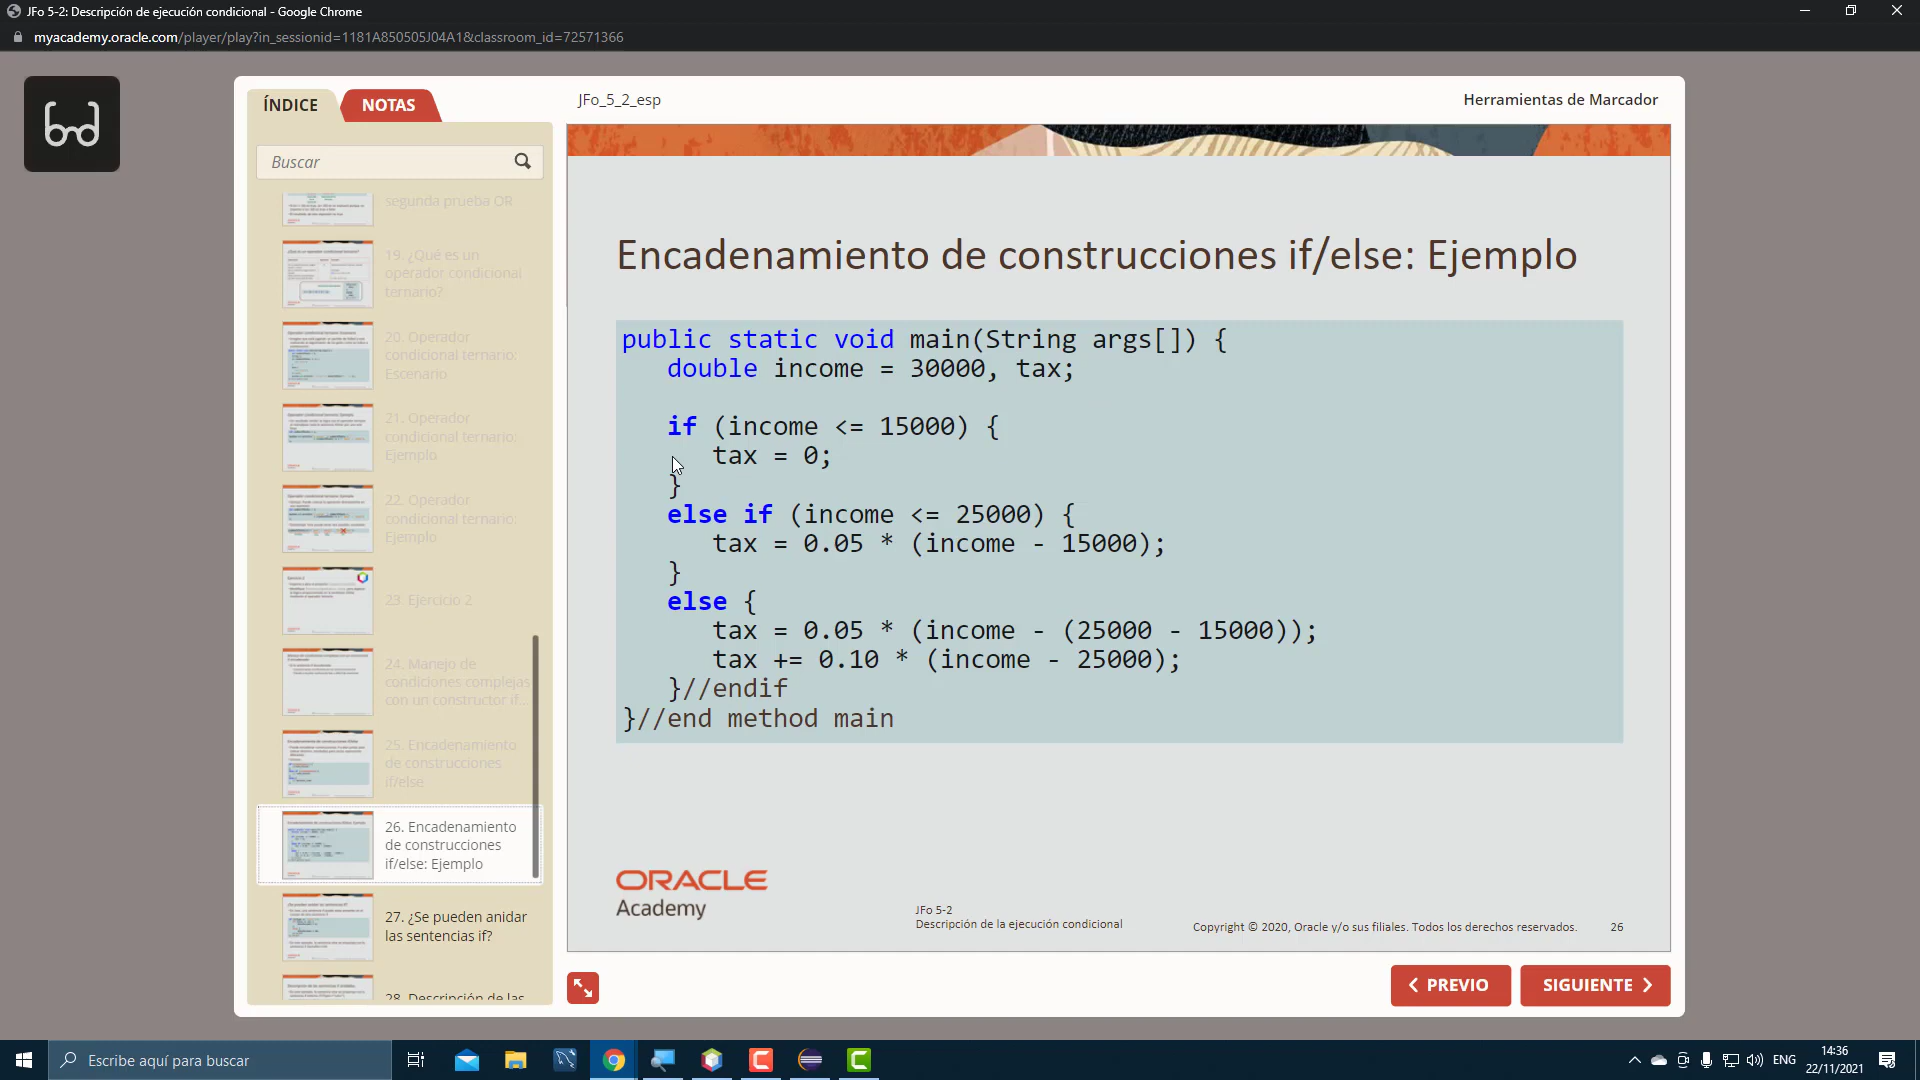 JFo 5-2: Descripción de ejecución condicional - Google Chrome
myacademy.oracle.com/player/play?in_sessionid=1181A850505J04A1&classroom_id=72571366
ÍNDICE
NOTAS
JFo_5_2_esp
Herramientas de Marcador
Buscar
segunda prueba OR
19. ¿Qué es un
operador condicional
ternario?
20. Operador
condicional ternario:
Escenario
21. Operador
condicional ternario:
Ejemplo
22. Operador
condicional ternario:
Ejemplo
23. Ejercicio 2
24. Manejo de
condiciones complejas
con un constructor if...
25. Encadenamiento
de construcciones
if/else
26. Encadenamiento
de construcciones
if/else: Ejemplo
27. ¿Se pueden anidar
las sentencias if?
28. Descripción de las
Encadenamiento de construcciones if/else: Ejemplo
public static void main(String args[]) {
double income = 30000, tax;
if (income <= 15000) {
tax = 0;
}
else if (income <= 25000) {
tax = 0.05 * (income - 15000);
}
else {
tax = 0.05 * (income - (25000 - 15000));
tax += 0.10 * (income - 25000);
}//endif
}//end method main
ORACLE
Academy
JFo 5-2
Descripción de la ejecución condicional
Copyright © 2020, Oracle y/o sus filiales. Todos los derechos reservados.
26
PREVIO
SIGUIENTE
Escribe aquí para buscar
ENG
14:36
22/11/2021